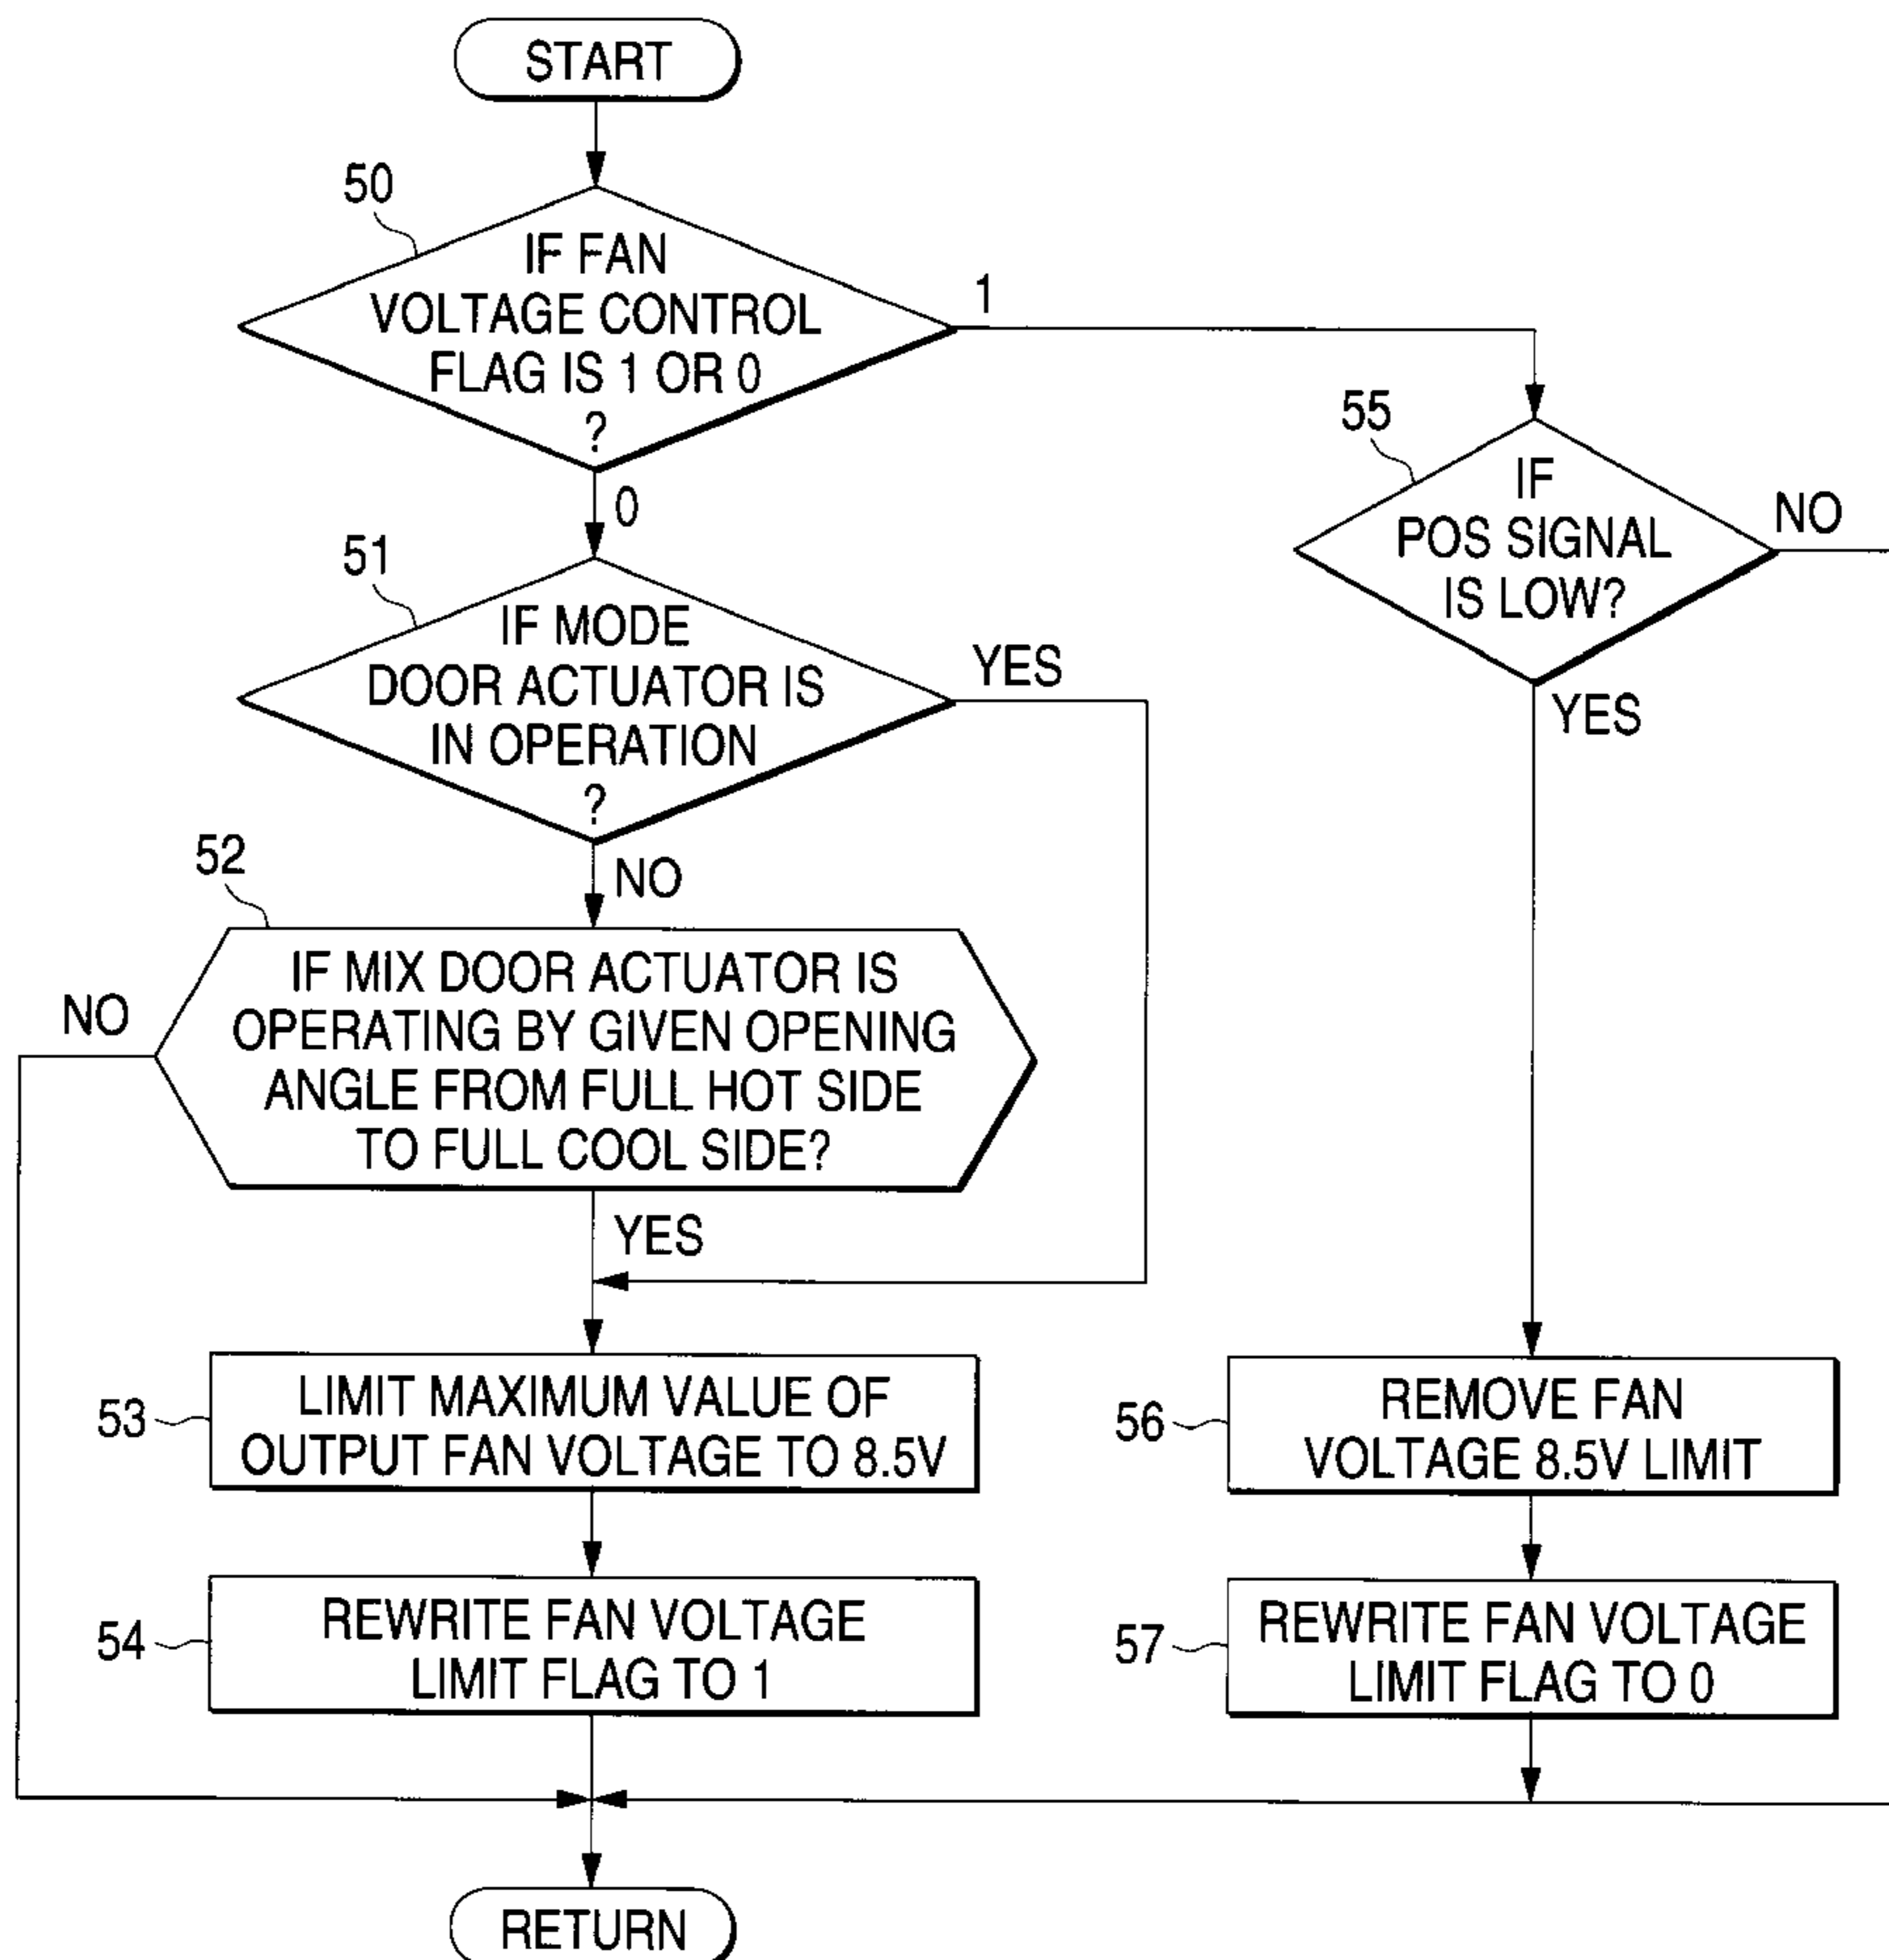 START
50
IF FAN
VOLTAGE CONTROL
FLAG IS 1 OR 0
?
1
0
51
IF MODE
DOOR ACTUATOR IS
IN OPERATION
?
YES
NO
52
IF MIX DOOR ACTUATOR IS
OPERATING BY GIVEN OPENING
ANGLE FROM FULL HOT SIDE
TO FULL COOL SIDE?
NO
YES
53
LIMIT MAXIMUM VALUE OF
OUTPUT FAN VOLTAGE TO 8.5V
54
REWRITE FAN VOLTAGE
LIMIT FLAG TO 1
55
IF
POS SIGNAL
IS LOW?
NO
YES
56
REMOVE FAN
VOLTAGE 8.5V LIMIT
57
REWRITE FAN VOLTAGE
LIMIT FLAG TO 0
RETURN